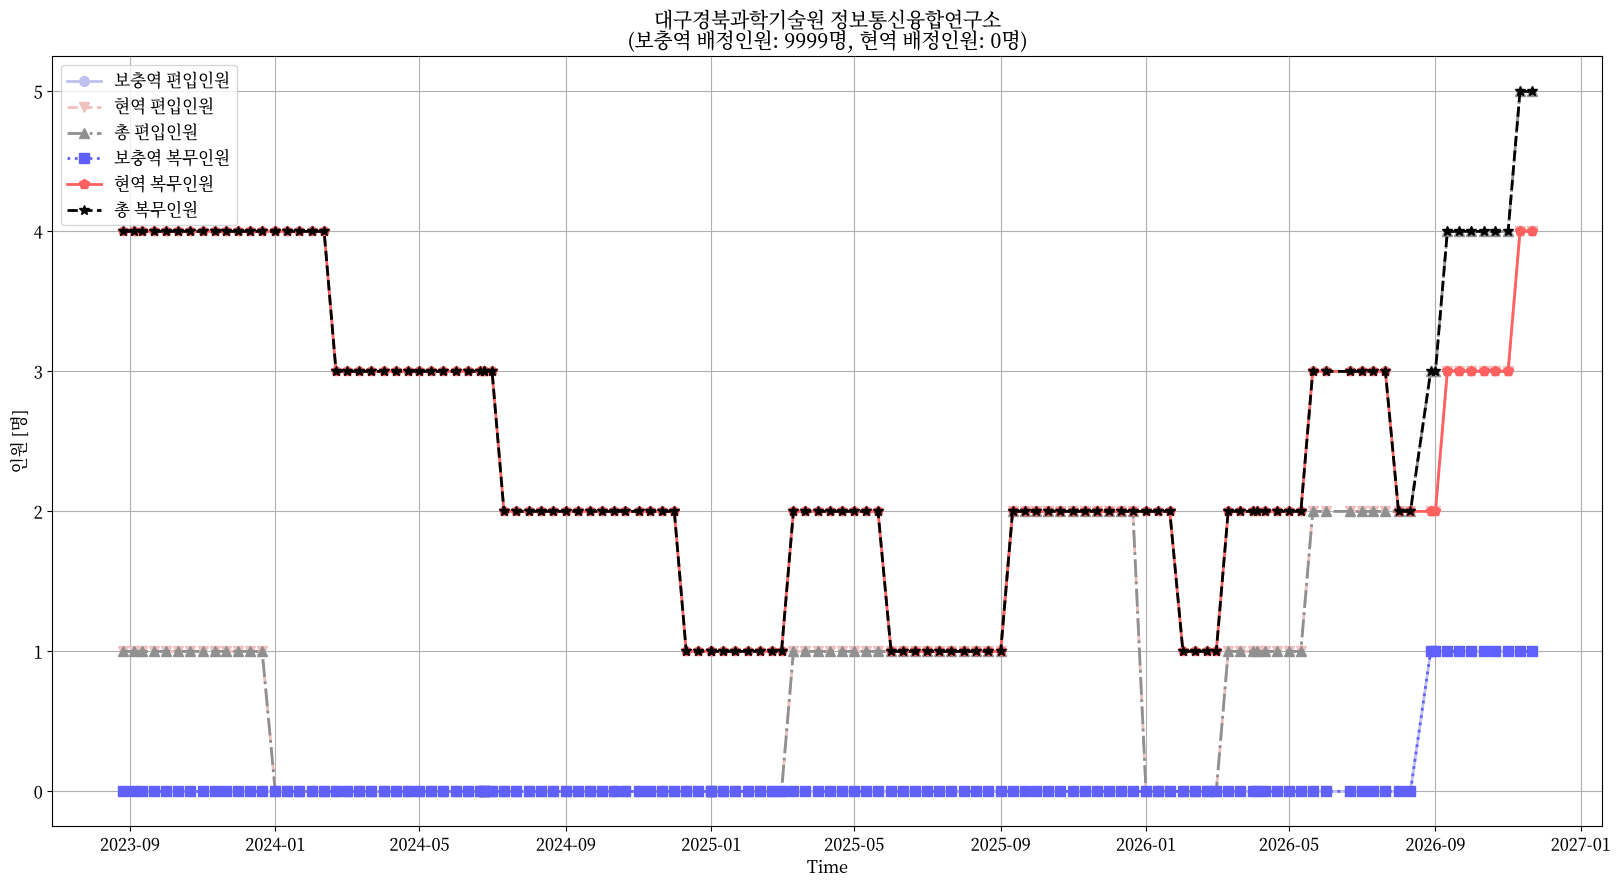 대구경북과학기술원 정보통신융합연구소
(보충역 배정인원: 9999명, 현역 배정인원: 0명)
보충역 편입인원
현역 편입인원
총 편입인원
보충역 복무인원
현역 복무인원
총 복무인원
인원 [명]
5
4
3
2
1
0
2023-09
2024-01
2024-05
2024-09
2025-01
2025-05
2025-09
2026-01
2026-05
2026-09
2027-01
Time